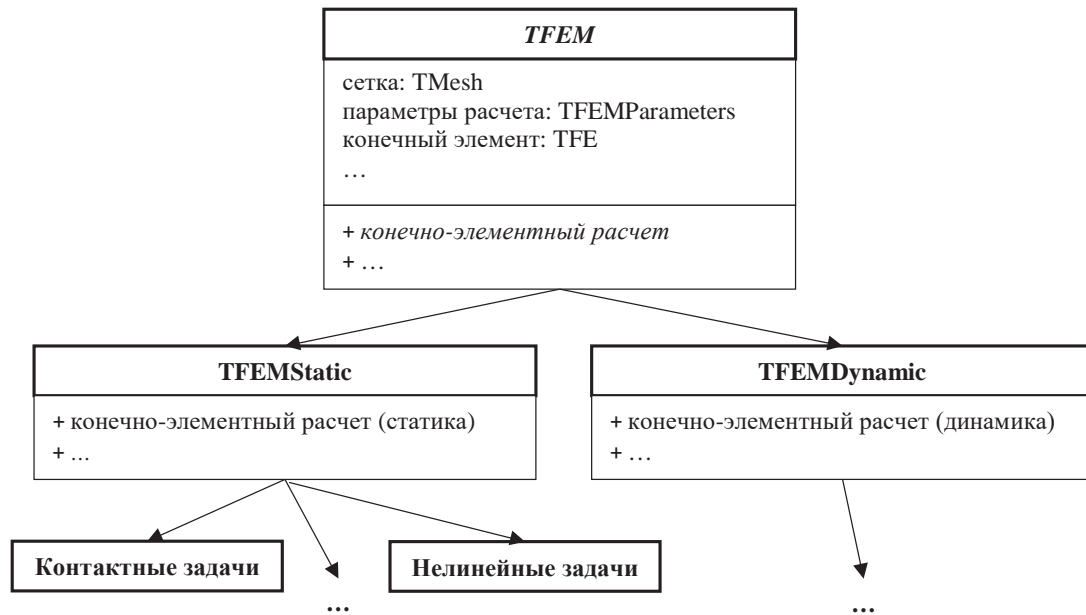 TFEM
сетка: TMesh
параметры расчета: TFEMParameters
конечный элемент: TFE
…
+ конечно-элементный расчет
+ …
TFEMStatic
+ конечно-элементный расчет (статика)
+ ...
TFEMDynamic
+ конечно-элементный расчет (динамика)
+ …
Контактные задачи
...
Нелинейные задачи
...